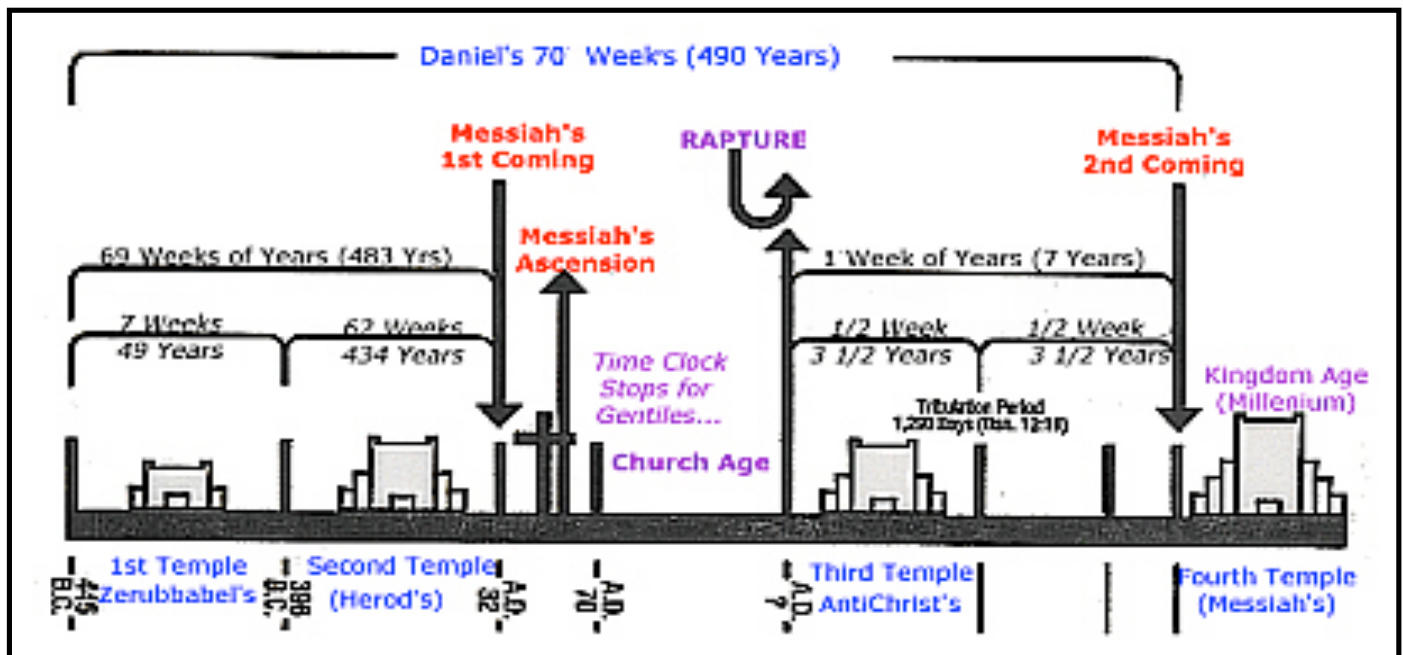 Daniel's 70 Weeks (490 Years)
Messiah's
1st Coming
RAPTURE
Messiah's
2nd Coming
Messiah's
Ascension
69 Weeks of Years (483 Yrs)
1 Week of Years (7 Years)
7 Weeks
49 Years
62 Weeks
434 Years
1/2 Week
3 1/2 Years
1/2 Week
3 1/2 Years
Time Clock
Stops for
Gentiles...
Kingdom Age
(Millenium)
Tribulation Period
Days (Dan.
Church Age
1st Temple
Zerubbabel's
Second Temple
(Herod's)
Third Temple
AntiChrist's
Fourth Temple
(Messiah's)
B.C.
396
B.C.
A.D.
32
A.D.
70
A.D.
?